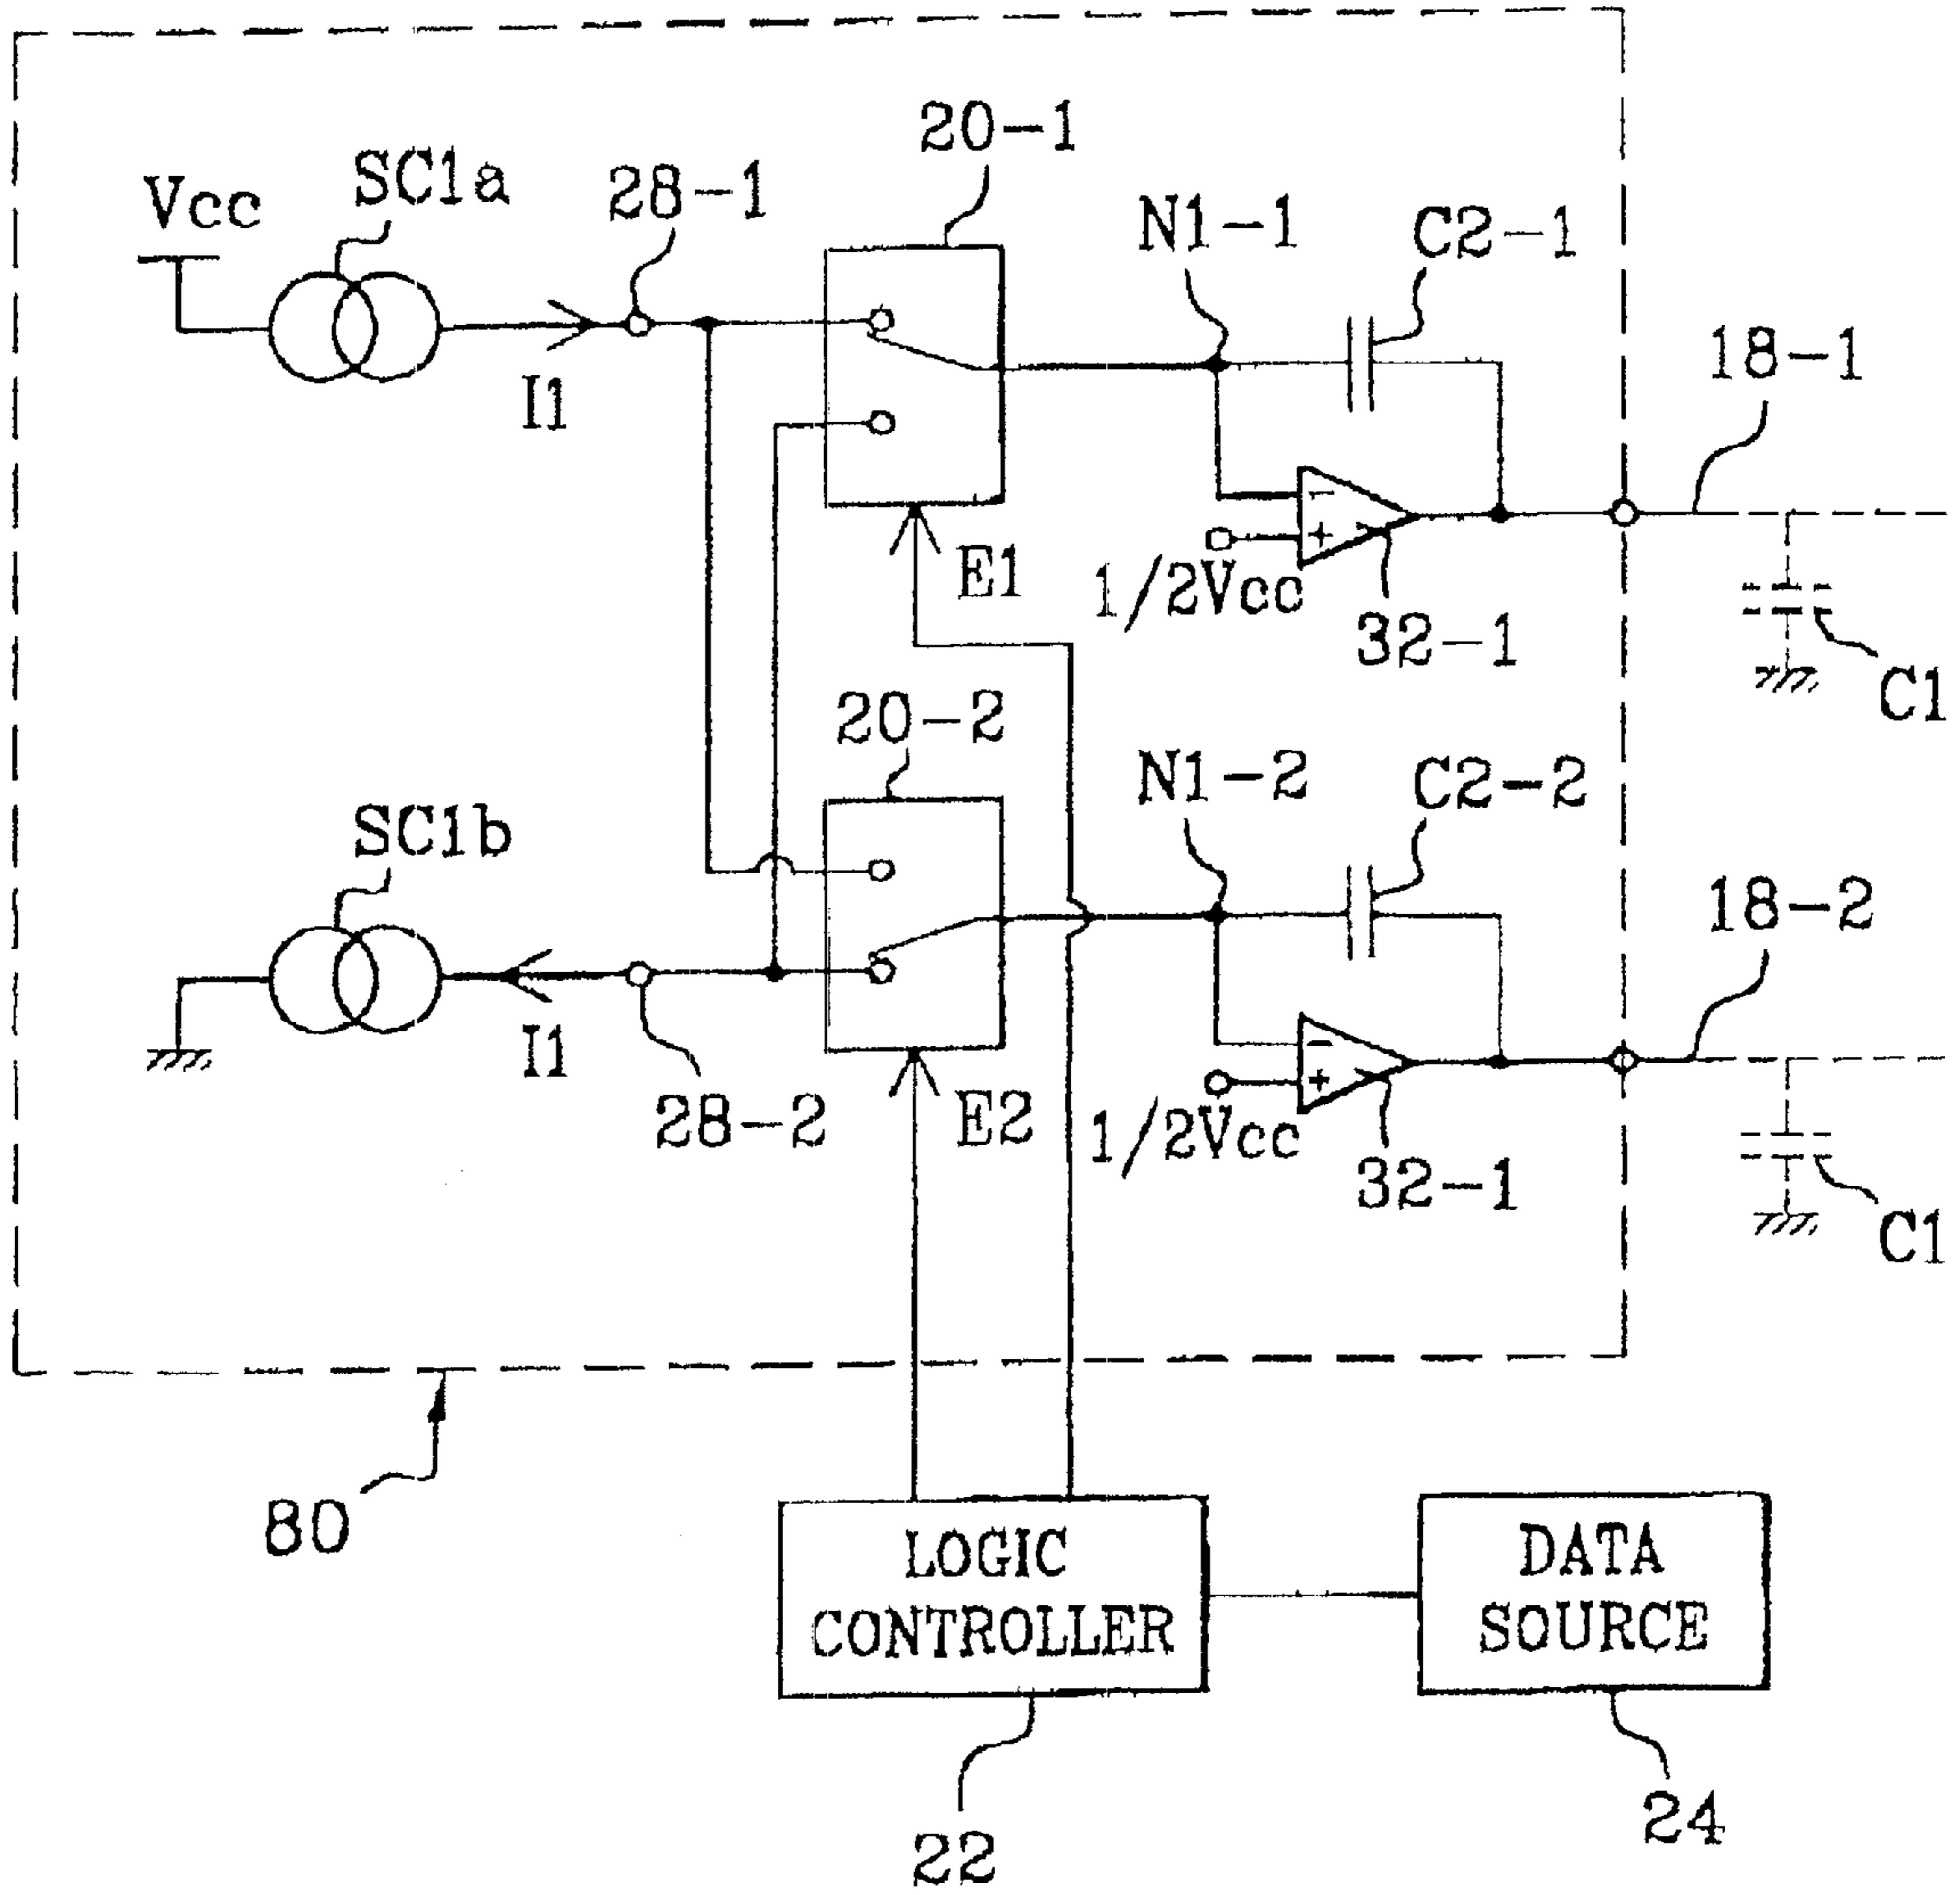 20-1
SC1a
28-1
Vcc
N1-1
C2-1
18-1
I1
-
+
E1
1/2Vcc
32-1
C1
20-2
N1-2
C2-2
SC1b
18-2
I1
-
+
28-2
E2
1/2Vcc
32-1
C1
80
LOGIC
CONTROLLER
DATA
SOURCE
22
24